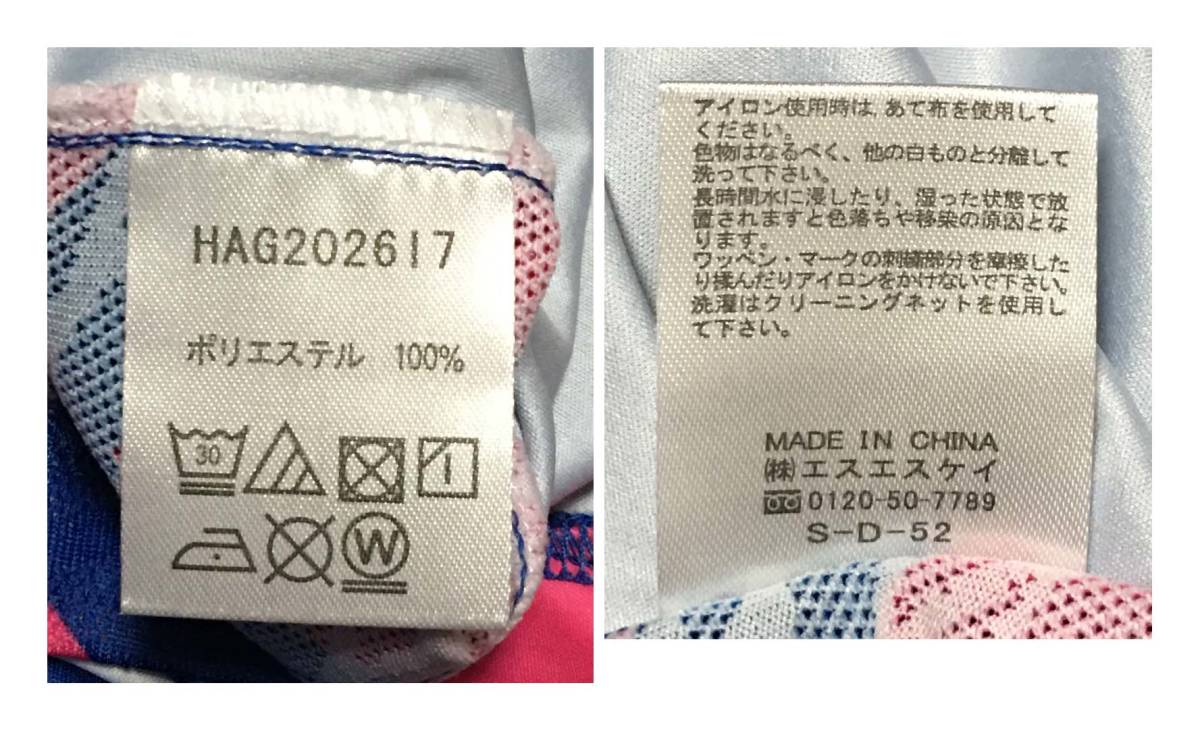 HAG202617
ポリエステル 100%
30
W
アイロン使用時は、あて布を使用して
ください。
色物はなるべく、他の白ものと分離して
洗って下さい。
長時間水に浸したり、湿った状態で放
置されますと色落ちや移染の原因とな
ります。
ワッペン・マークの刺繍部分を摩擦した
り揉んだりアイロンをかけないで下さい。
洗濯はクリーニングネットを使用し
て下さい。
MADE IN CHINA
㈱エスエスケイ
0120-50-7789
S-D-52